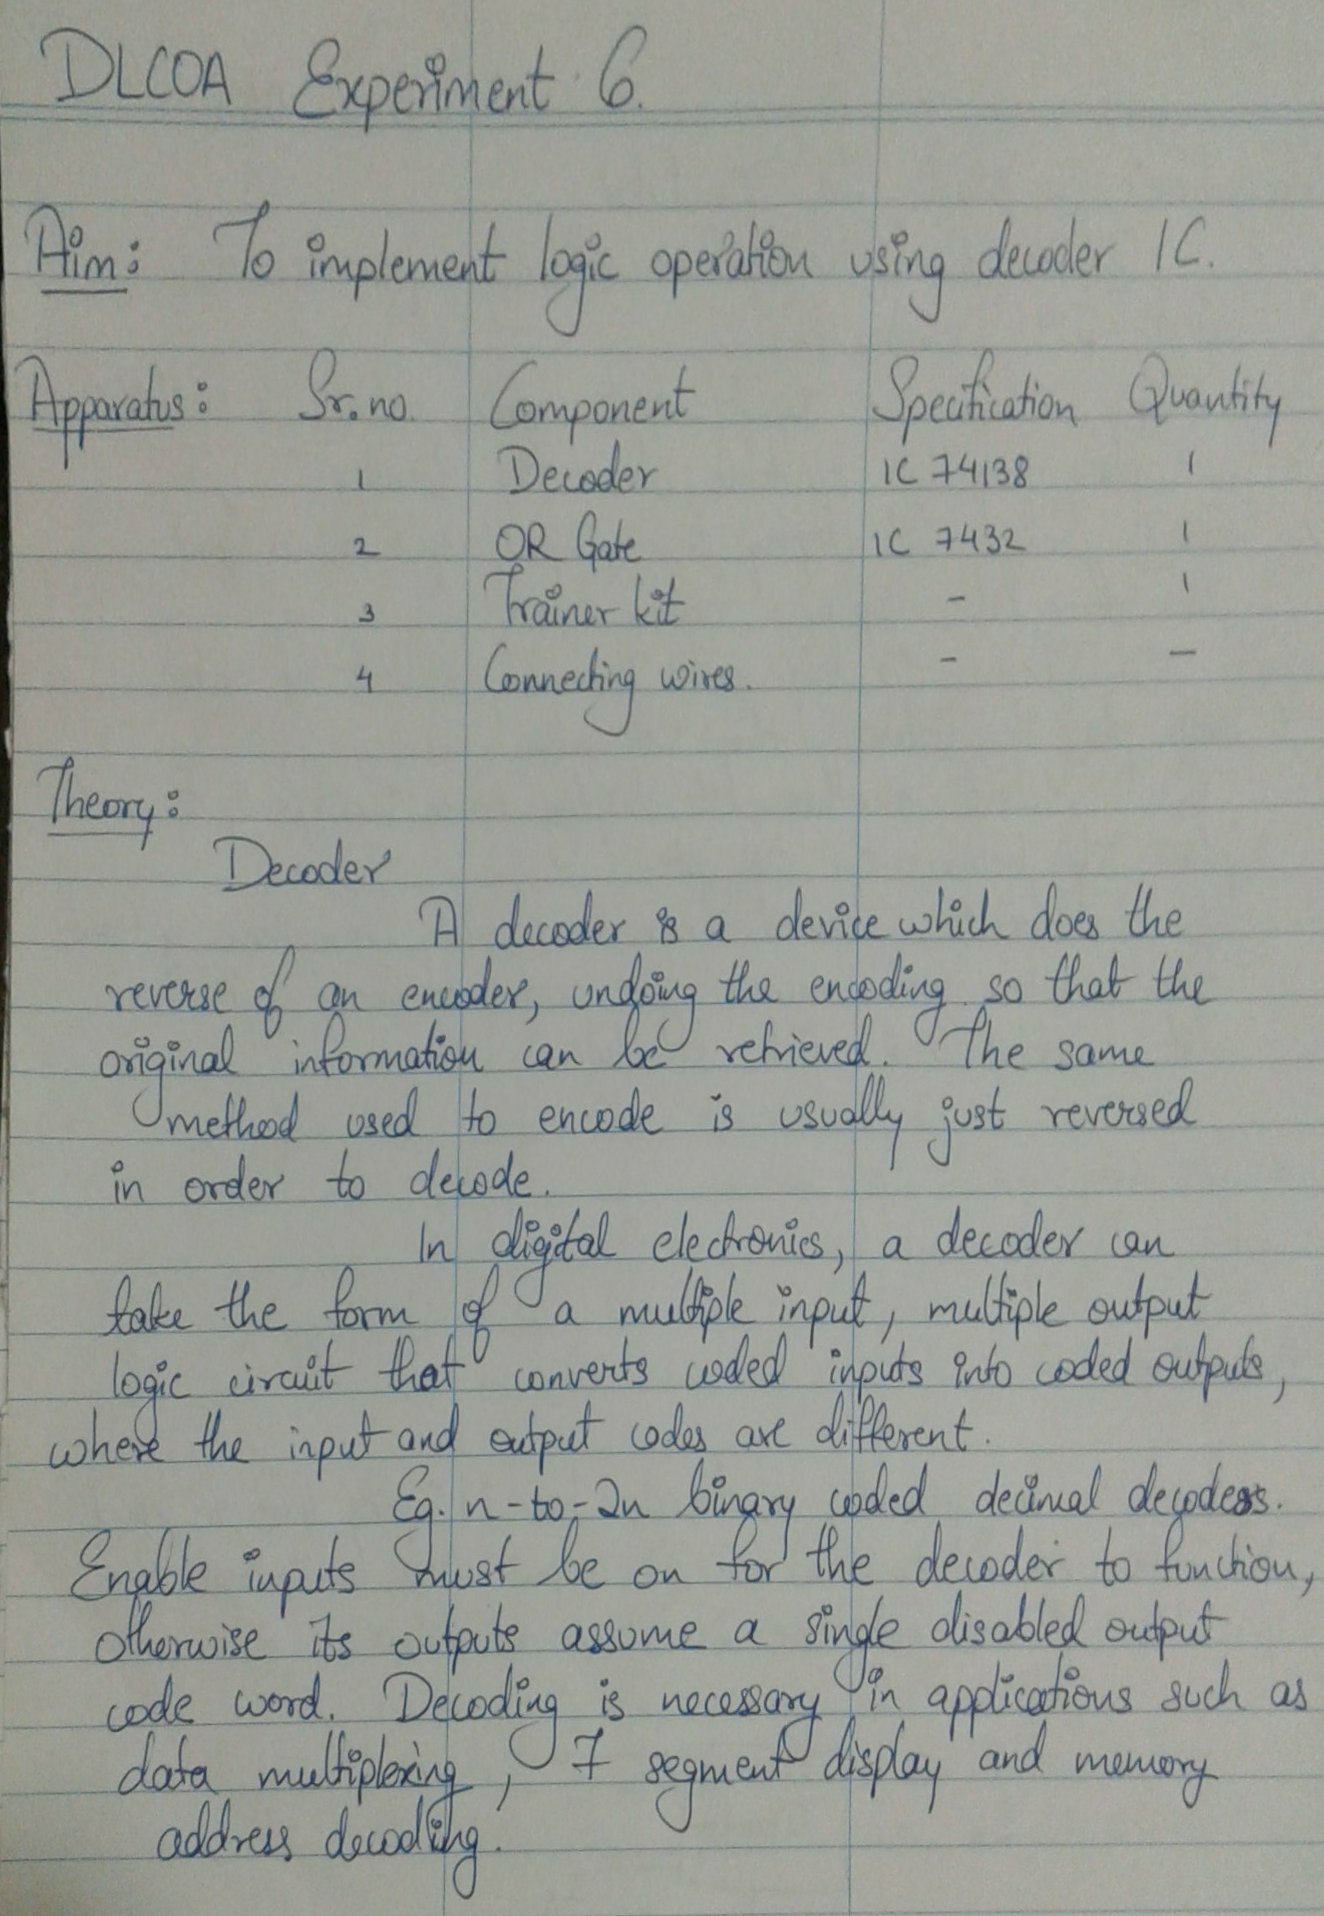 DLCOA Experiment 6.
Aim: To implement logic operation using decoder IC.
Apparatus: Sr. no. Component Specification Quantity
1 Decoder IC 74138 1
2 OR Gate IC 7432 1
3 Trainer kit - 1
4 Connecting wires. - -
Theory:
Decoder
A decoder is a device which does the
reverse of an encoder, undoing the encoding so that the
original information can be retrieved. The same
method used to encode is usually just reversed
in order to decode.
In digital electronics, a decoder can
take the form of a multiple input, multiple output
logic circuit that converts coded inputs into coded outputs,
where the input and output codes are different.
Eg. n-to-2n binary coded decimal decoders.
Enable inputs must be on for the decoder to function,
otherwise its outputs assume a single disabled output
code word. Decoding is necessary in applications such as
data multiplexing, 7 segment display and memory
address decoding.